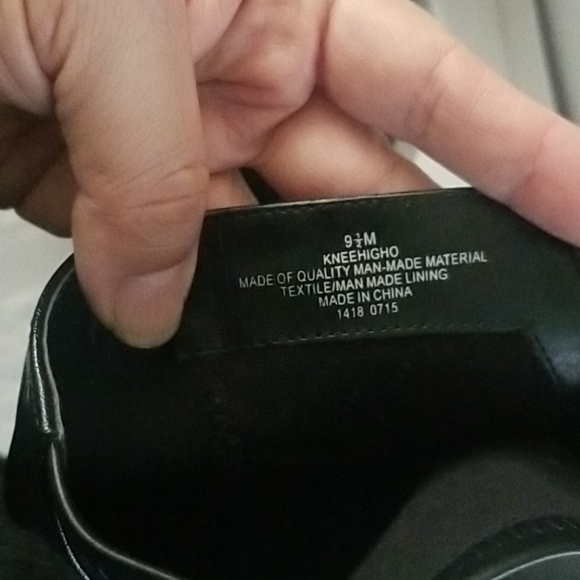 9½M
KNEEHIGHO
MADE OF QUALITY MAN-MADE MATERIAL
TEXTILE/MAN MADE LINING
MADE IN CHINA
1418 0715